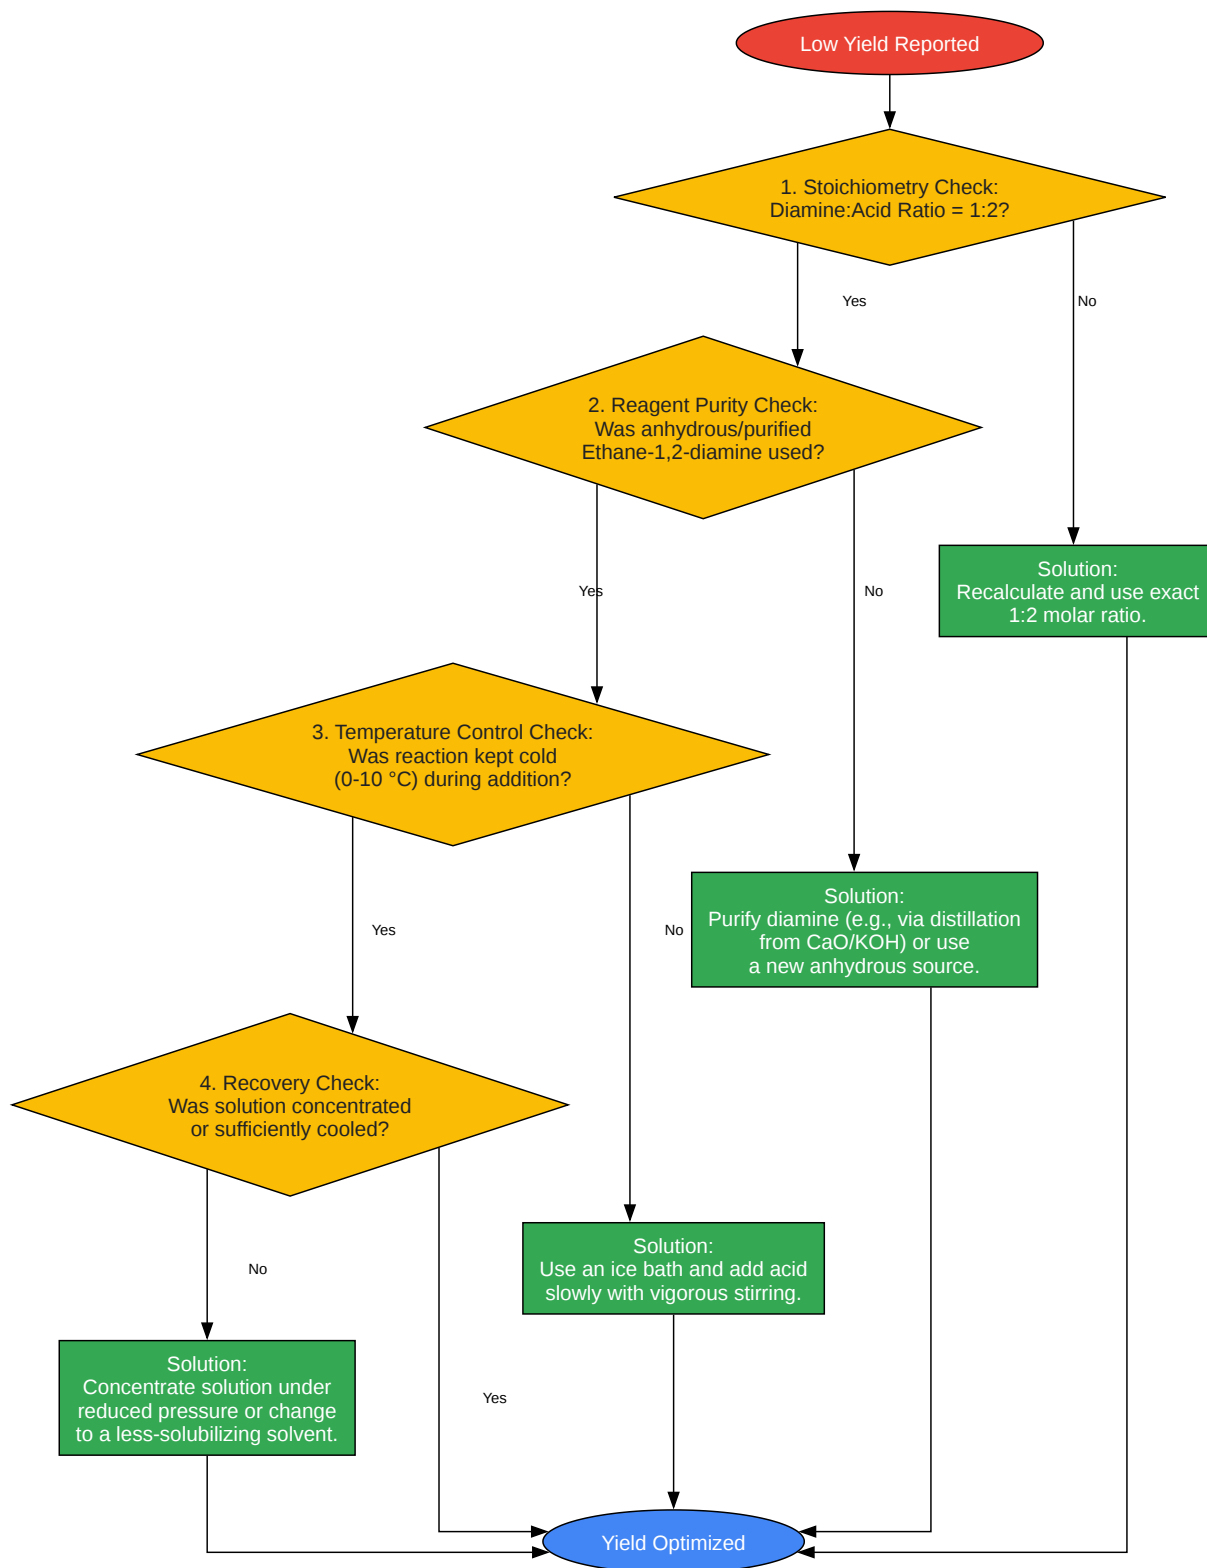 Low Yield Reported
1. Stoichiometry Check:
Diamine:Acid Ratio = 1:2?
Yes
No
2. Reagent Purity Check:
Was anhydrous/purified
Ethane-1,2-diamine used?
Yes
No
Solution:
Recalculate and use exact
1:2 molar ratio.
3. Temperature Control Check:
Was reaction kept cold
(0-10 °C) during addition?
Yes
No
Solution:
Purify diamine (e.g., via distillation
from CaO/KOH) or use
a new anhydrous source.
4. Recovery Check:
Was solution concentrated
or sufficiently cooled?
No
Yes
Solution:
Use an ice bath and add acid
slowly with vigorous stirring.
Solution:
Concentrate solution under
reduced pressure or change
to a less-solubilizing solvent.
Yield Optimized